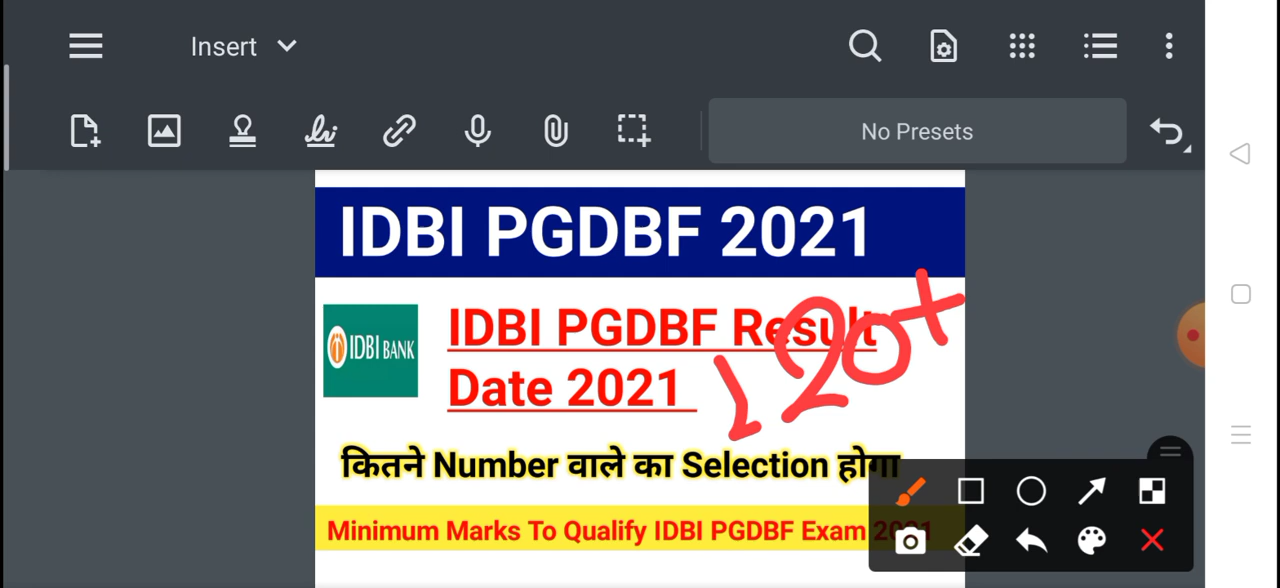 Insert
No Presets
IDBI PGDBF 2021
IDBI BANK
IDBI PGDBF Result
Date 2021
120+
कितने Number वाले का Selection होगा
Minimum Marks To Qualify IDBI PGDBF Exam 2021